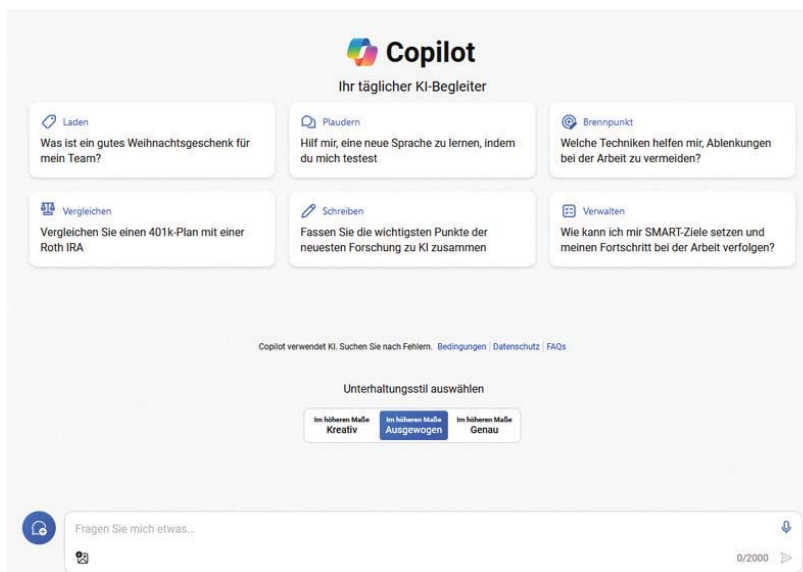 Copilot
Ihr täglicher KI-Begleiter
Laden
Was ist ein gutes Weihnachtsgeschenk für
mein Team?
Plaudern
Hilf mir, eine neue Sprache zu lernen, indem
du mich testest
Brennpunkt
Welche Techniken helfen mir, Ablenkungen
bei der Arbeit zu vermeiden?
Vergleichen
Vergleichen Sie einen 401k-Plan mit einer
Roth IRA
Schreiben
Fassen Sie die wichtigsten Punkte der
neuesten Forschung zu KI zusammen
Verwalten
Wie kann ich mir SMART-Ziele setzen und
meinen Fortschritt bei der Arbeit verfolgen?
Copilot verwendet KI. Suchen Sie nach Fehlern. Bedingungen | Datenschutz | FAQs
Unterhaltungsstil auswählen
Im höheren Maße
Kreativ
Im höheren Maße
Ausgewogen
Im höheren Maße
Genau
Fragen Sie mich etwas...
0/2000